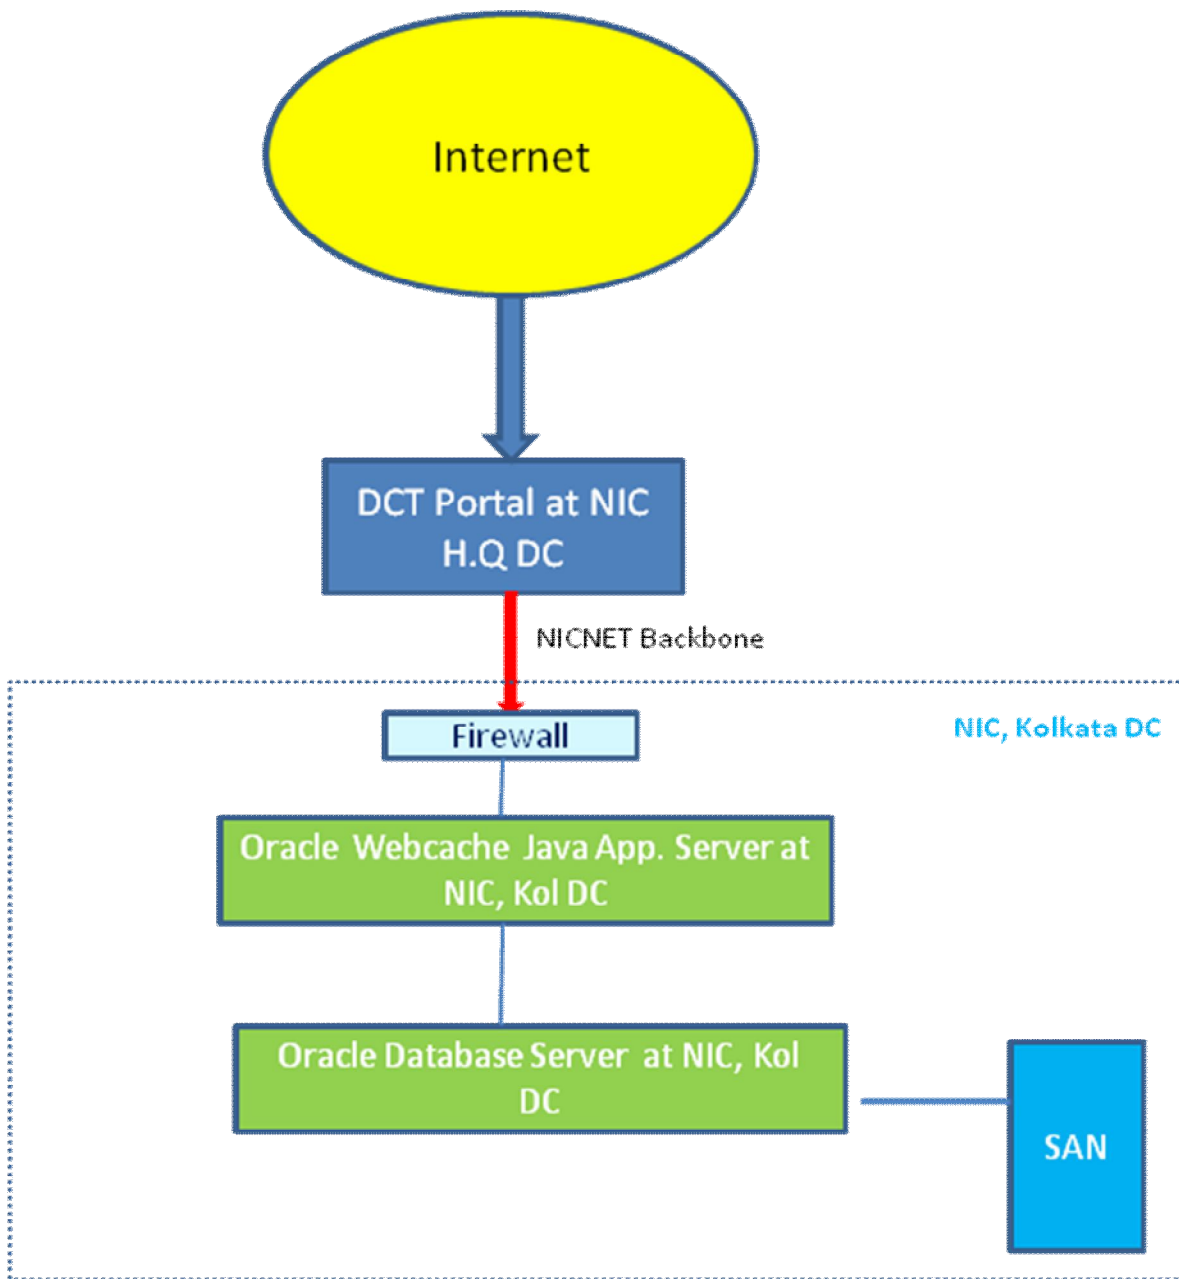 Internet
DCT Portal at NIC
H.Q DC
NICNET Backbone
Firewall
NIC, Kolkata DC
Oracle Webcache Java App. Server at
NIC, Kol DC
Oracle Database Server at NIC, Kol
DC
SAN